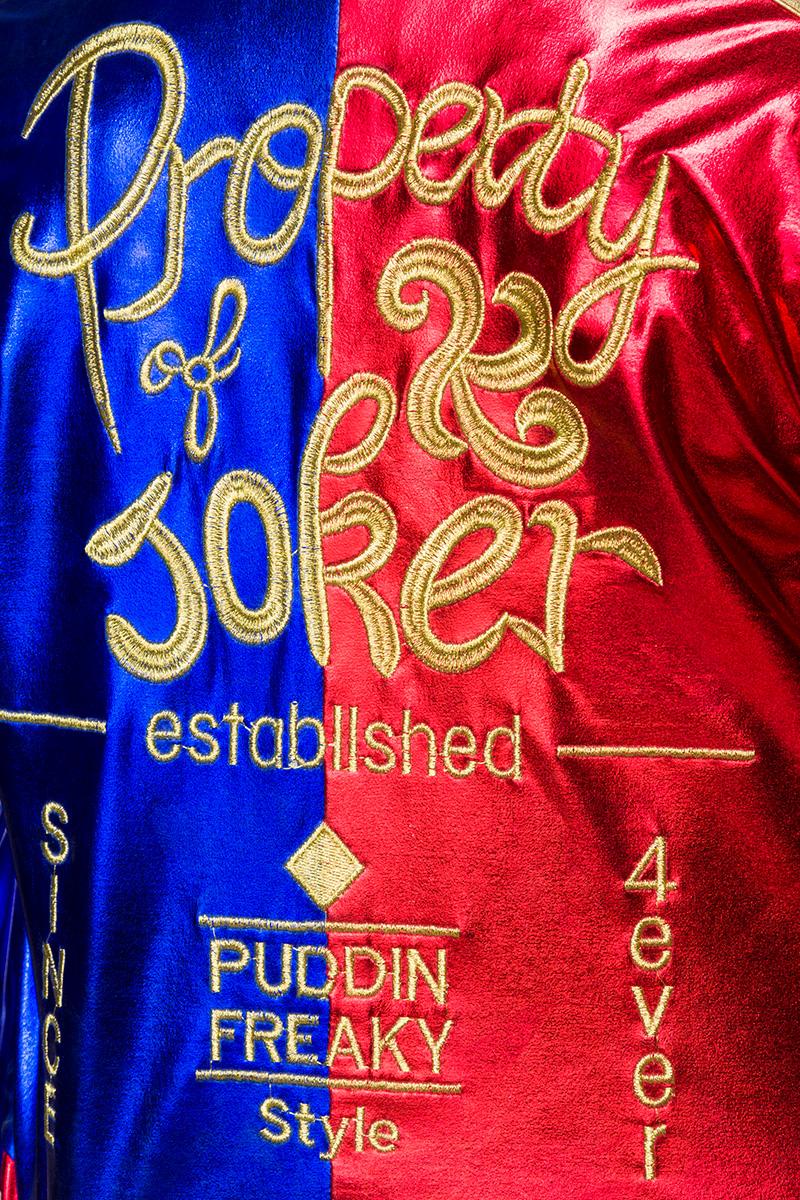 Property
of
Joker
established
SINCE
4ever
PUDDIN
FREAKY
Style